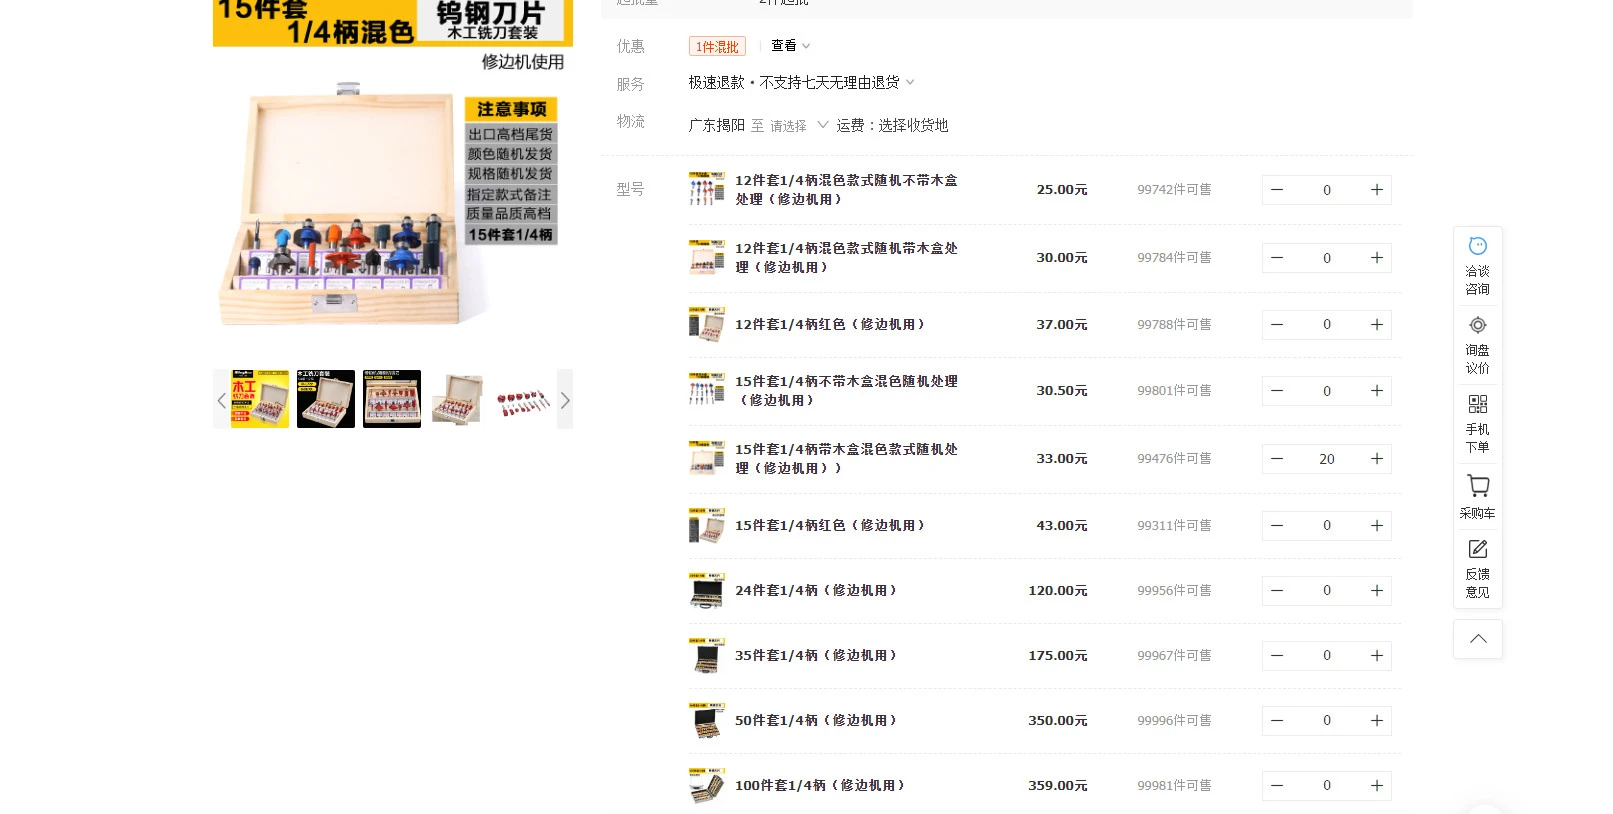 15件套
1/4柄混色
钨钢刀片
木工铣刀套装
修边机使用
注意事项
出口高档尾货
颜色随机发货
规格随机发货
指定款式备注
质量品质高档
15件套1/4柄
起批量 2件起批
优惠 1件混批 查看
服务 极速退款·不支持七天无理由退货
物流 广东揭阳 至 请选择 运费：选择收货地
型号
12件套1/4柄混色款式随机不带木盒
处理（修边机用）
25.00元 99742件可售 — 0 +
12件套1/4柄混色款式随机带木盒处
理（修边机用）
30.00元 99784件可售 — 0 +
12件套1/4柄红色（修边机用） 37.00元 99788件可售 — 0 +
15件套1/4柄不带木盒混色随机处理
（修边机用）
30.50元 99801件可售 — 0 +
15件套1/4柄带木盒混色款式随机处
理（修边机用））
33.00元 99476件可售 — 20 +
15件套1/4柄红色（修边机用） 43.00元 99311件可售 — 0 +
24件套1/4柄（修边机用） 120.00元 99956件可售 — 0 +
35件套1/4柄（修边机用） 175.00元 99967件可售 — 0 +
50件套1/4柄（修边机用） 350.00元 99996件可售 — 0 +
100件套1/4柄（修边机用） 359.00元 99981件可售 — 0 +
洽谈
咨询
询盘
议价
手机
下单
采购车
反馈
意见